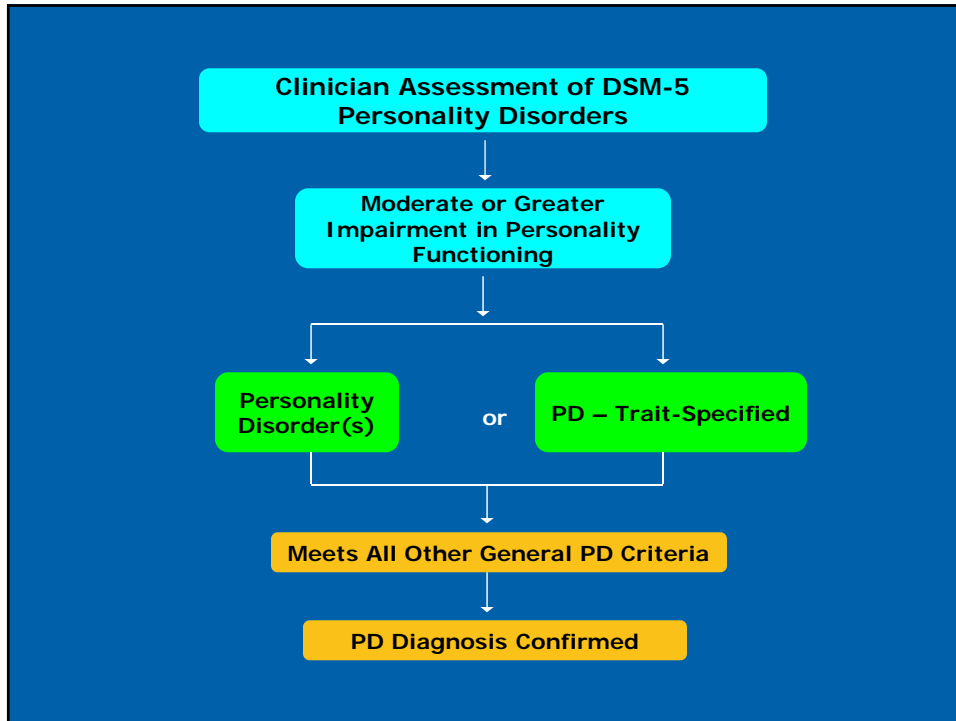 Clinician Assessment of DSM-5
Personality Disorders
Moderate or Greater
Impairment in Personality
Functioning
Personality
Disorder(s)
or
PD – Trait-Specified
Meets All Other General PD Criteria
PD Diagnosis Confirmed